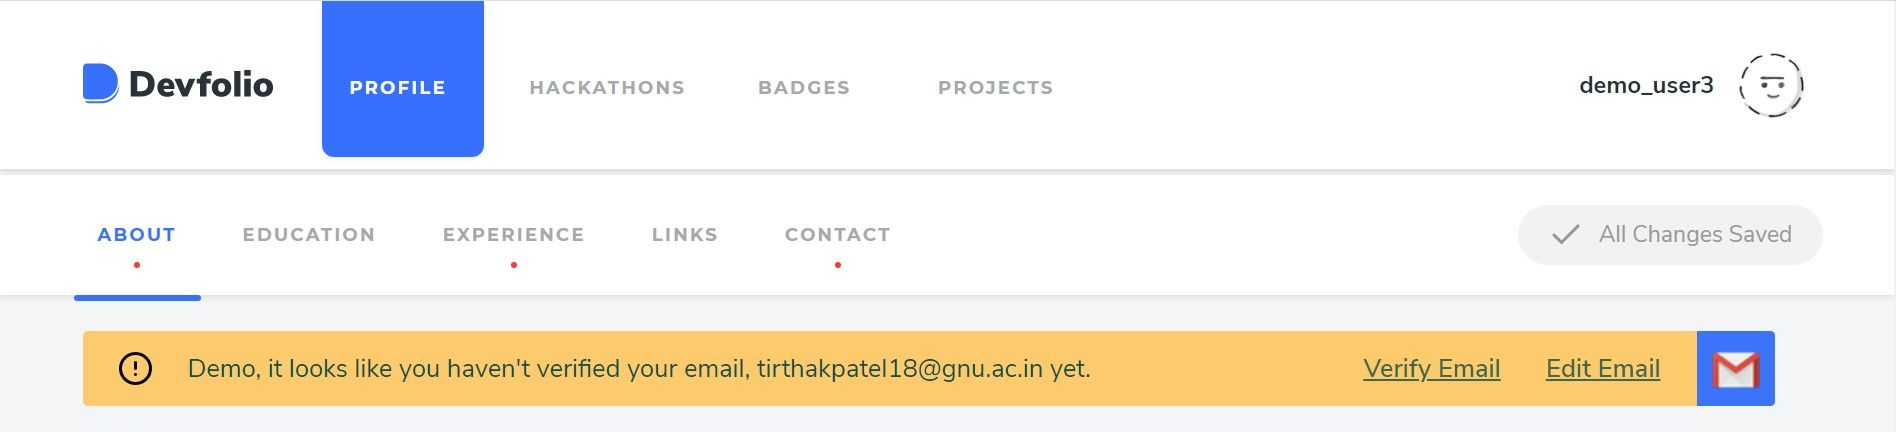 Devfolio PROFILE HACKATHONS BADGES PROJECTS demo_user3
ABOUT EDUCATION EXPERIENCE LINKS CONTACT All Changes Saved
Demo, it looks like you haven't verified your email, tirthakpatel18@gnu.ac.in yet. Verify Email Edit Email